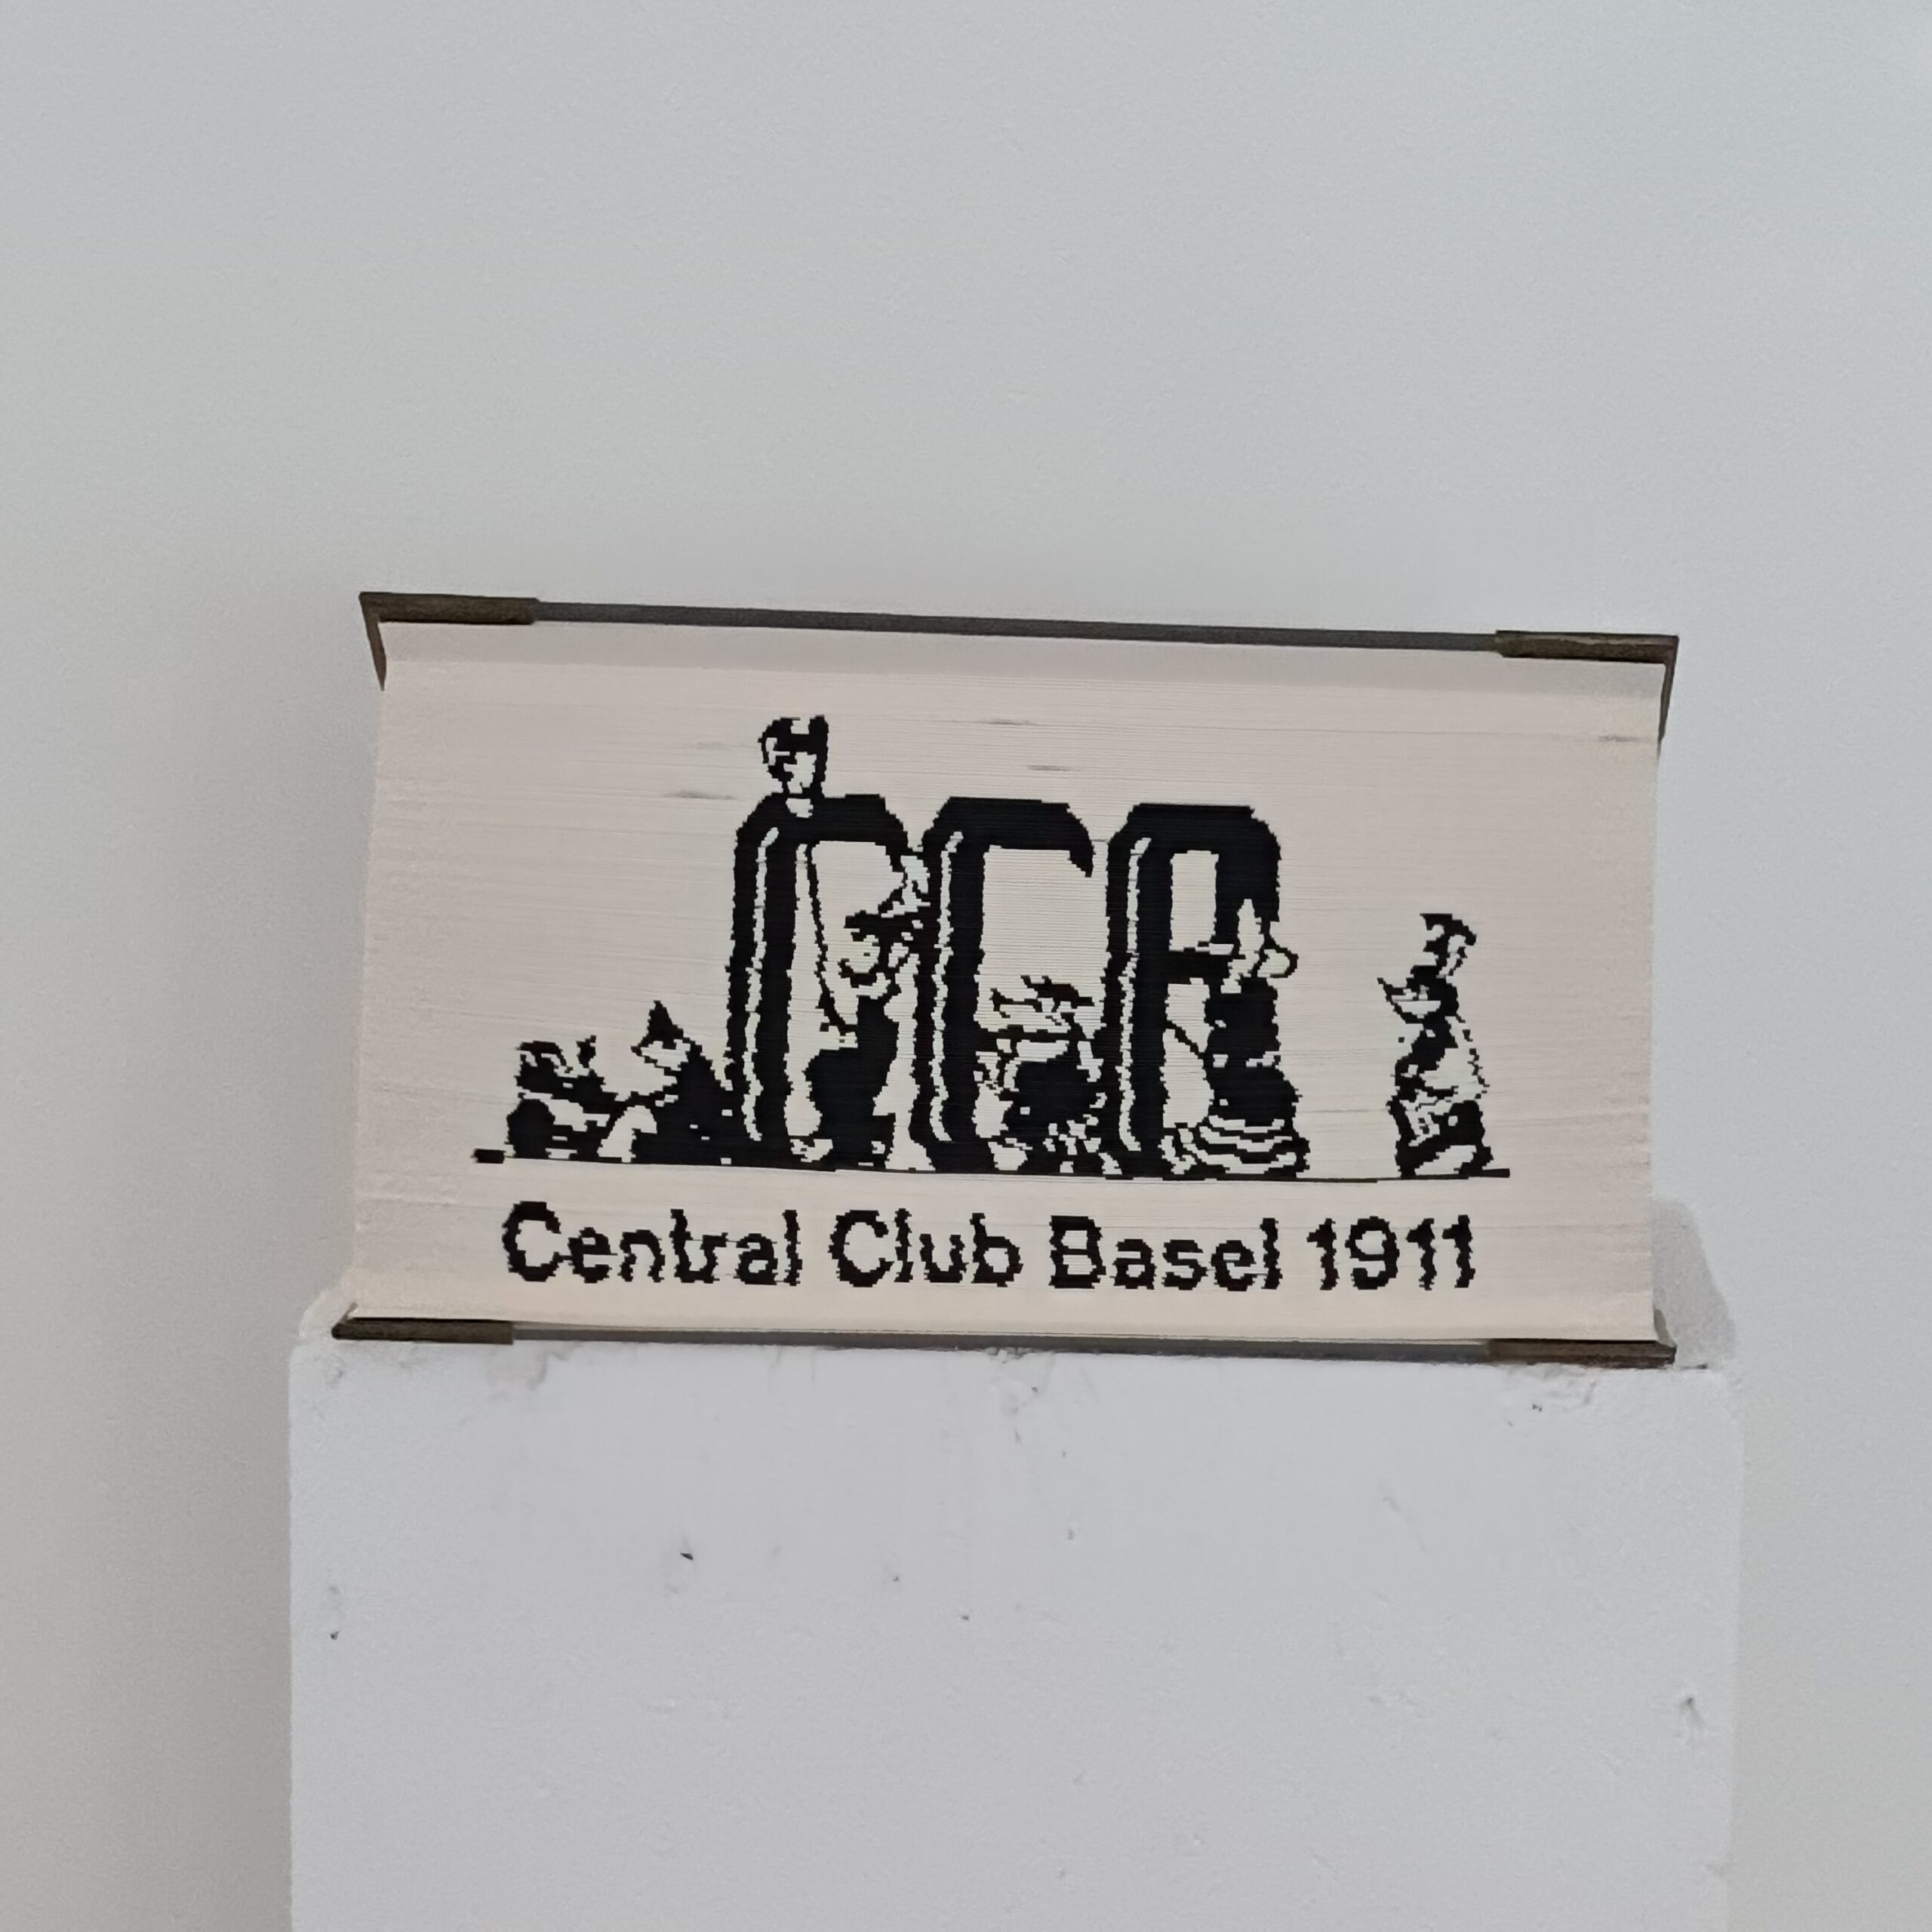 CCB
Central Club Basel 1911